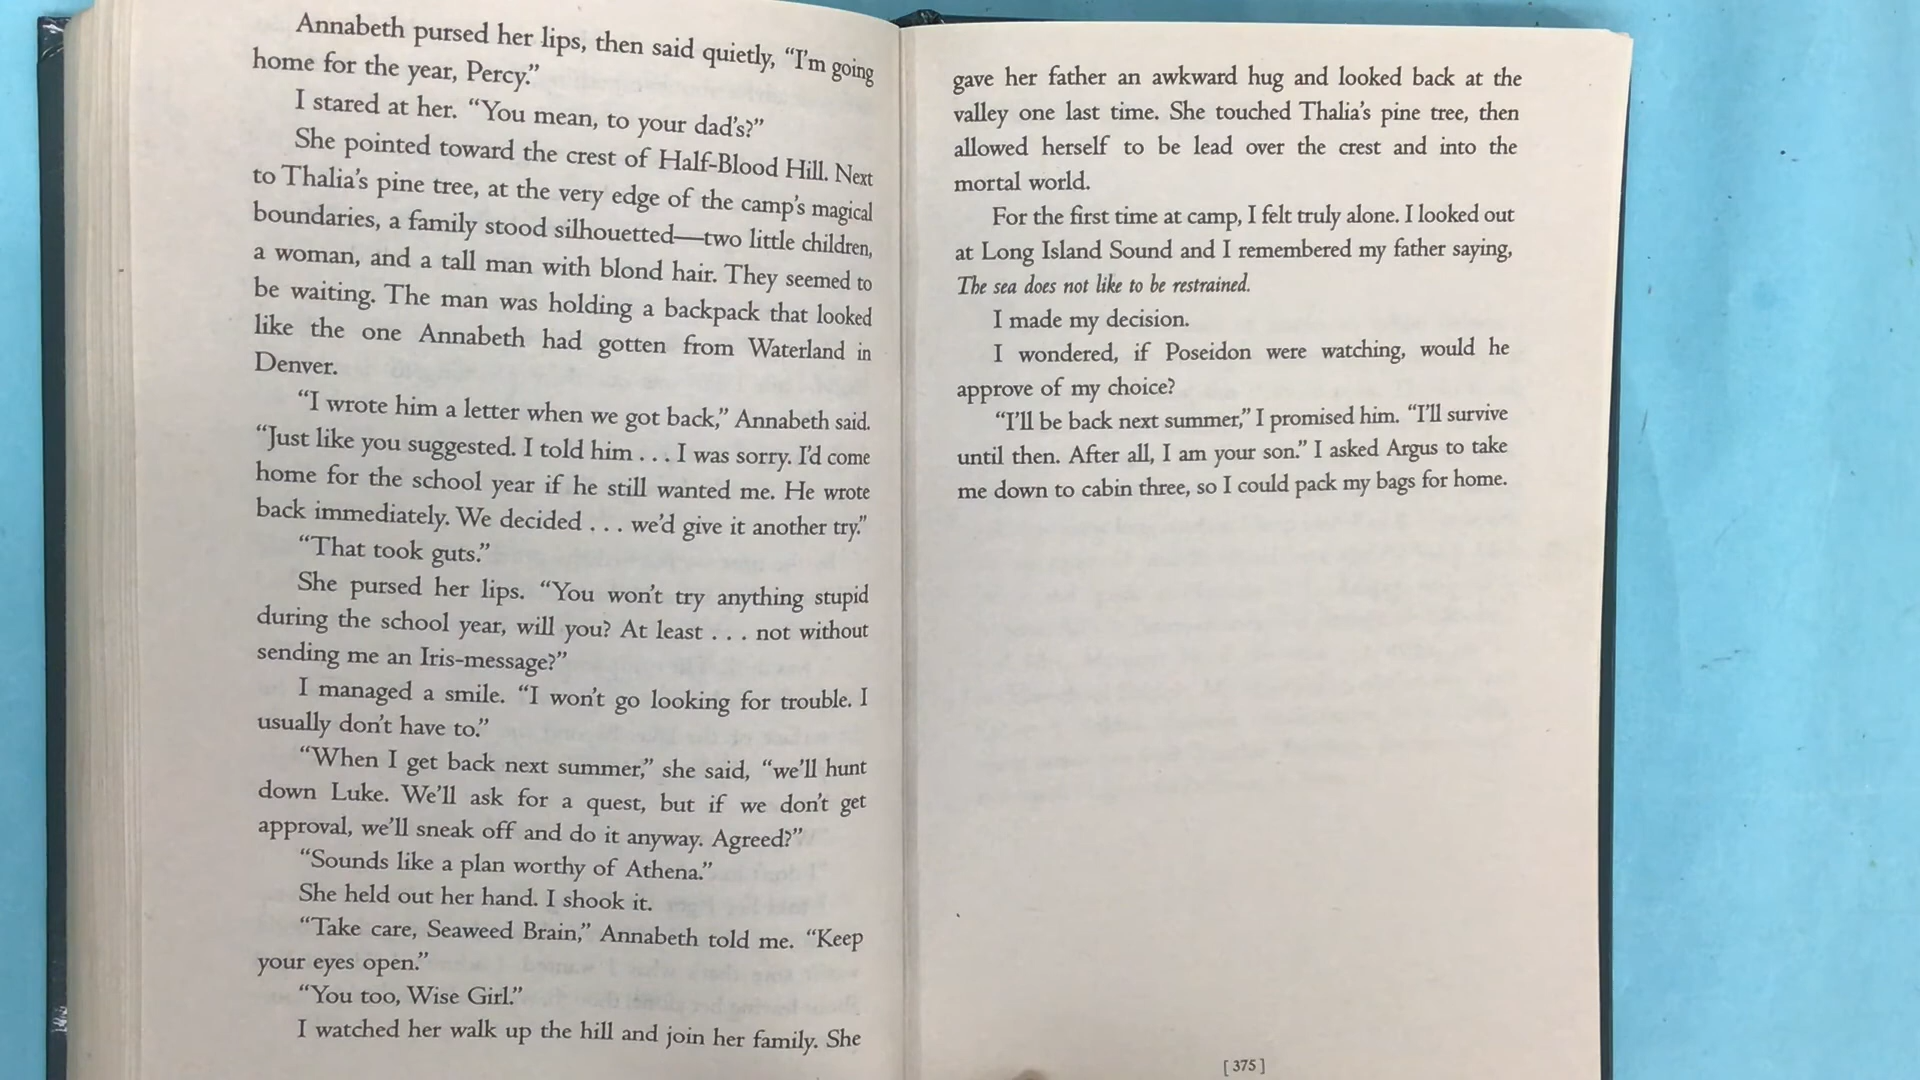 Annabeth pursed her lips, then said quietly, “I'm going
home for the year, Percy.”
I stared at her. “You mean, to your dad's?”
She pointed toward the crest of Half-Blood Hill. Next
to Thalia's pine tree, at the very edge of the camp's magical
boundaries, a family stood silhouetted—two little children,
a woman, and a tall man with blond hair. They seemed to
be waiting. The man was holding a backpack that looked
like the one Annabeth had gotten from Waterland in
Denver.
“I wrote him a letter when we got back,” Annabeth said.
“Just like you suggested. I told him . . . I was sorry. I'd come
home for the school year if he still wanted me. He wrote
back immediately. We decided . . . we'd give it another try.”
“That took guts.”
She pursed her lips. “You won't try anything stupid
during the school year, will you? At least . . . not without
sending me an Iris-message?”
I managed a smile. “I won't go looking for trouble. I
usually don't have to.”
“When I get back next summer,” she said, “we'll hunt
down Luke. We'll ask for a quest, but if we don't get
approval, we'll sneak off and do it anyway. Agreed?”
“Sounds like a plan worthy of Athena.”
She held out her hand. I shook it.
“Take care, Seaweed Brain,” Annabeth told me. “Keep
your eyes open.”
“You too, Wise Girl.”
I watched her walk up the hill and join her family. She
gave her father an awkward hug and looked back at the
valley one last time. She touched Thalia's pine tree, then
allowed herself to be lead over the crest and into the
mortal world.
For the first time at camp, I felt truly alone. I looked out
at Long Island Sound and I remembered my father saying,
The sea does not like to be restrained.
I made my decision.
I wondered, if Poseidon were watching, would he
approve of my choice?
“I'll be back next summer,” I promised him. “I'll survive
until then. After all, I am your son.” I asked Argus to take
me down to cabin three, so I could pack my bags for home.
[ 375 ]